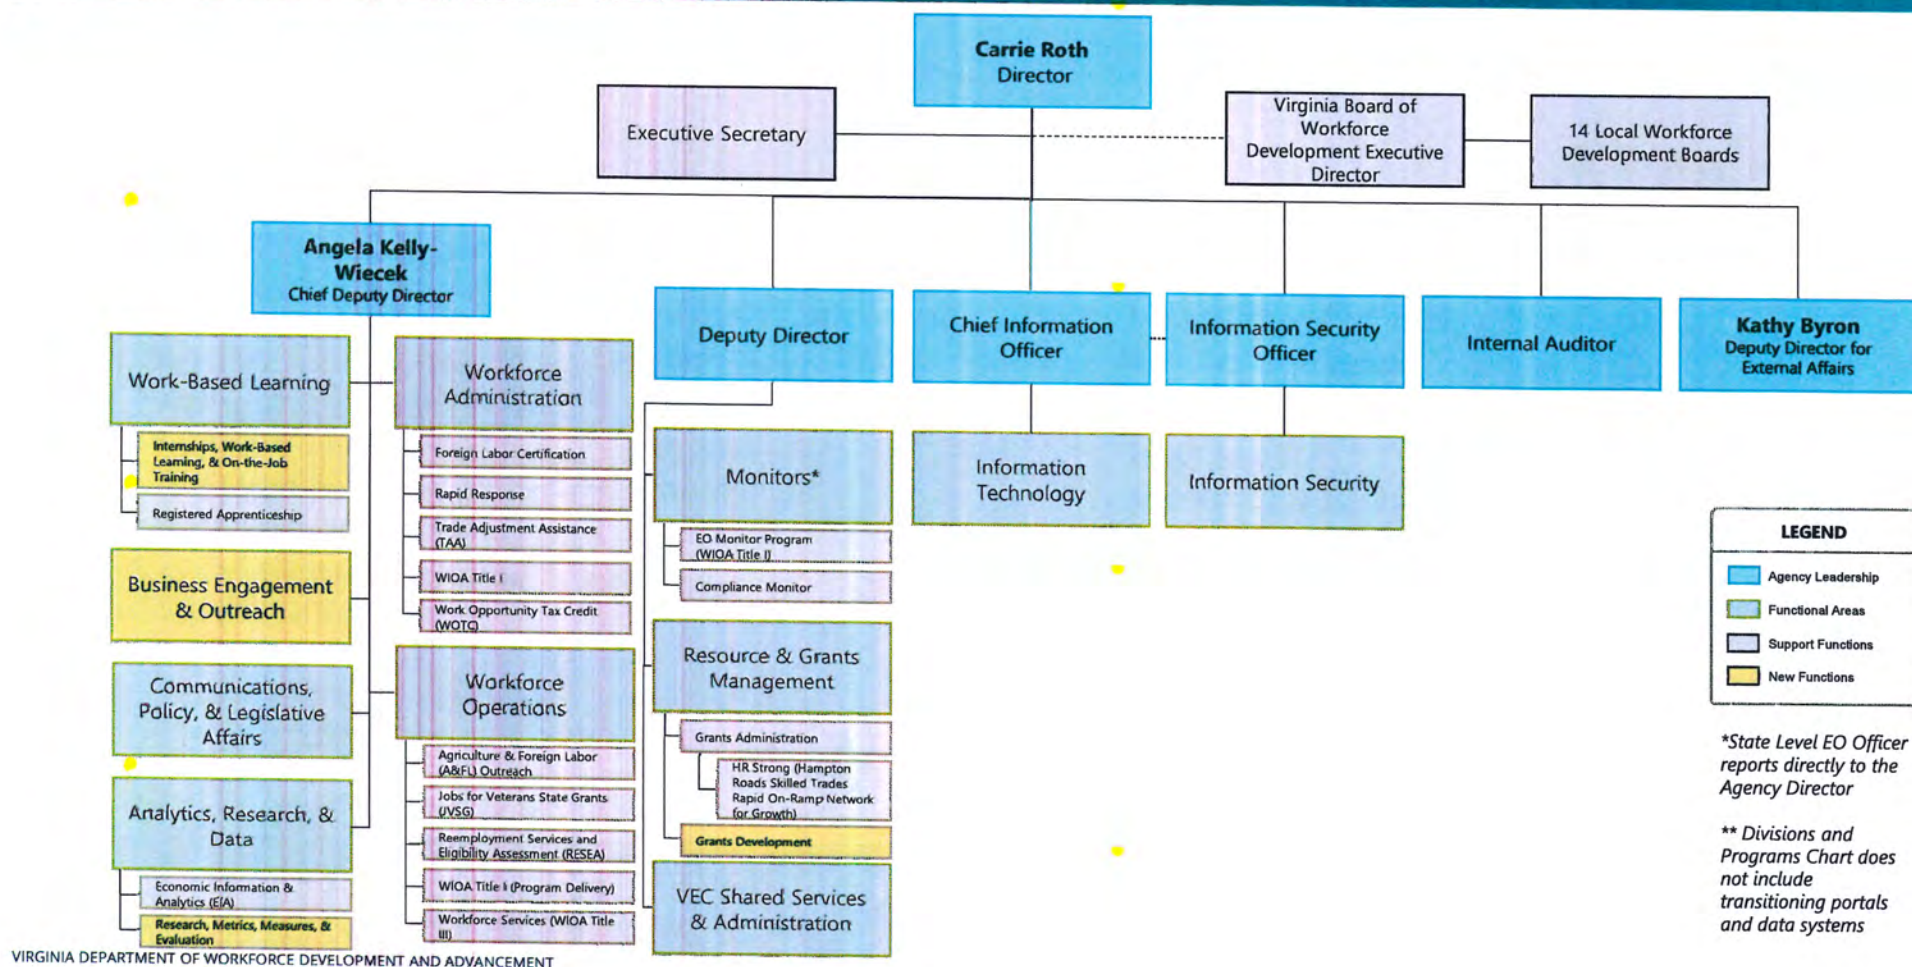 Carrie Roth
Director
Executive Secretary
Virginia Board of
Workforce
Development Executive
Director
14 Local Workforce
Development Boards
Angela Kelly-
Wiecek
Chief Deputy Director
Deputy Director
Chief Information
Officer
Information Security
Officer
Internal Auditor
Kathy Byron
Deputy Director for
External Affairs
Work-Based Learning
Internships, Work-Based
Learning, & On-the-Job
Training
Registered Apprenticeship
Business Engagement
& Outreach
Communications,
Policy, & Legislative
Affairs
Analytics, Research, &
Data
Economic Information &
Analytics (EIA)
Research, Metrics, Measures, &
Evaluation
Workforce
Administration
Foreign Labor Certification
Rapid Response
Trade Adjustment Assistance
(TAA)
WIOA Title I
Work Opportunity Tax Credit
(WOTC)
Workforce
Operations
Agriculture & Foreign Labor
(A&FL) Outreach
Jobs for Veterans State Grants
(JVSG)
Reemployment Services and
Eligibility Assessment (RESEA)
WIOA Title I (Program Delivery)
Workforce Services (WIOA Title
III)
Monitors*
EO Monitor Program
(WIOA Title I)
Compliance Monitor
Resource & Grants
Management
Grants Administration
HR Strong (Hampton
Roads Skilled Trades
Rapid On-Ramp Network
for Growth)
Grants Development
VEC Shared Services
& Administration
Information
Technology
Information Security
LEGEND
Agency Leadership
Functional Areas
Support Functions
New Functions
*State Level EO Officer
reports directly to the
Agency Director
** Divisions and
Programs Chart does
not include
transitioning portals
and data systems
VIRGINIA DEPARTMENT OF WORKFORCE DEVELOPMENT AND ADVANCEMENT